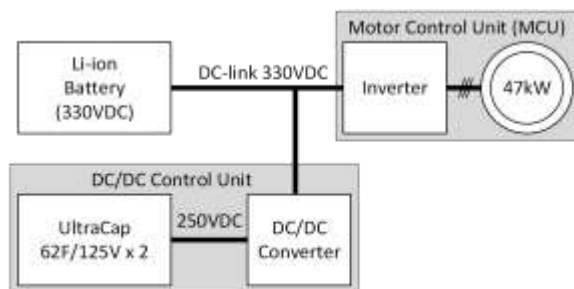 Motor Control Unit (MCU)
Li-ion
Battery
(330VDC)
DC-link 330VDC
Inverter
47kW
DC/DC Control Unit
UltraCap
62F/125V x 2
250VDC
DC/DC
Converter